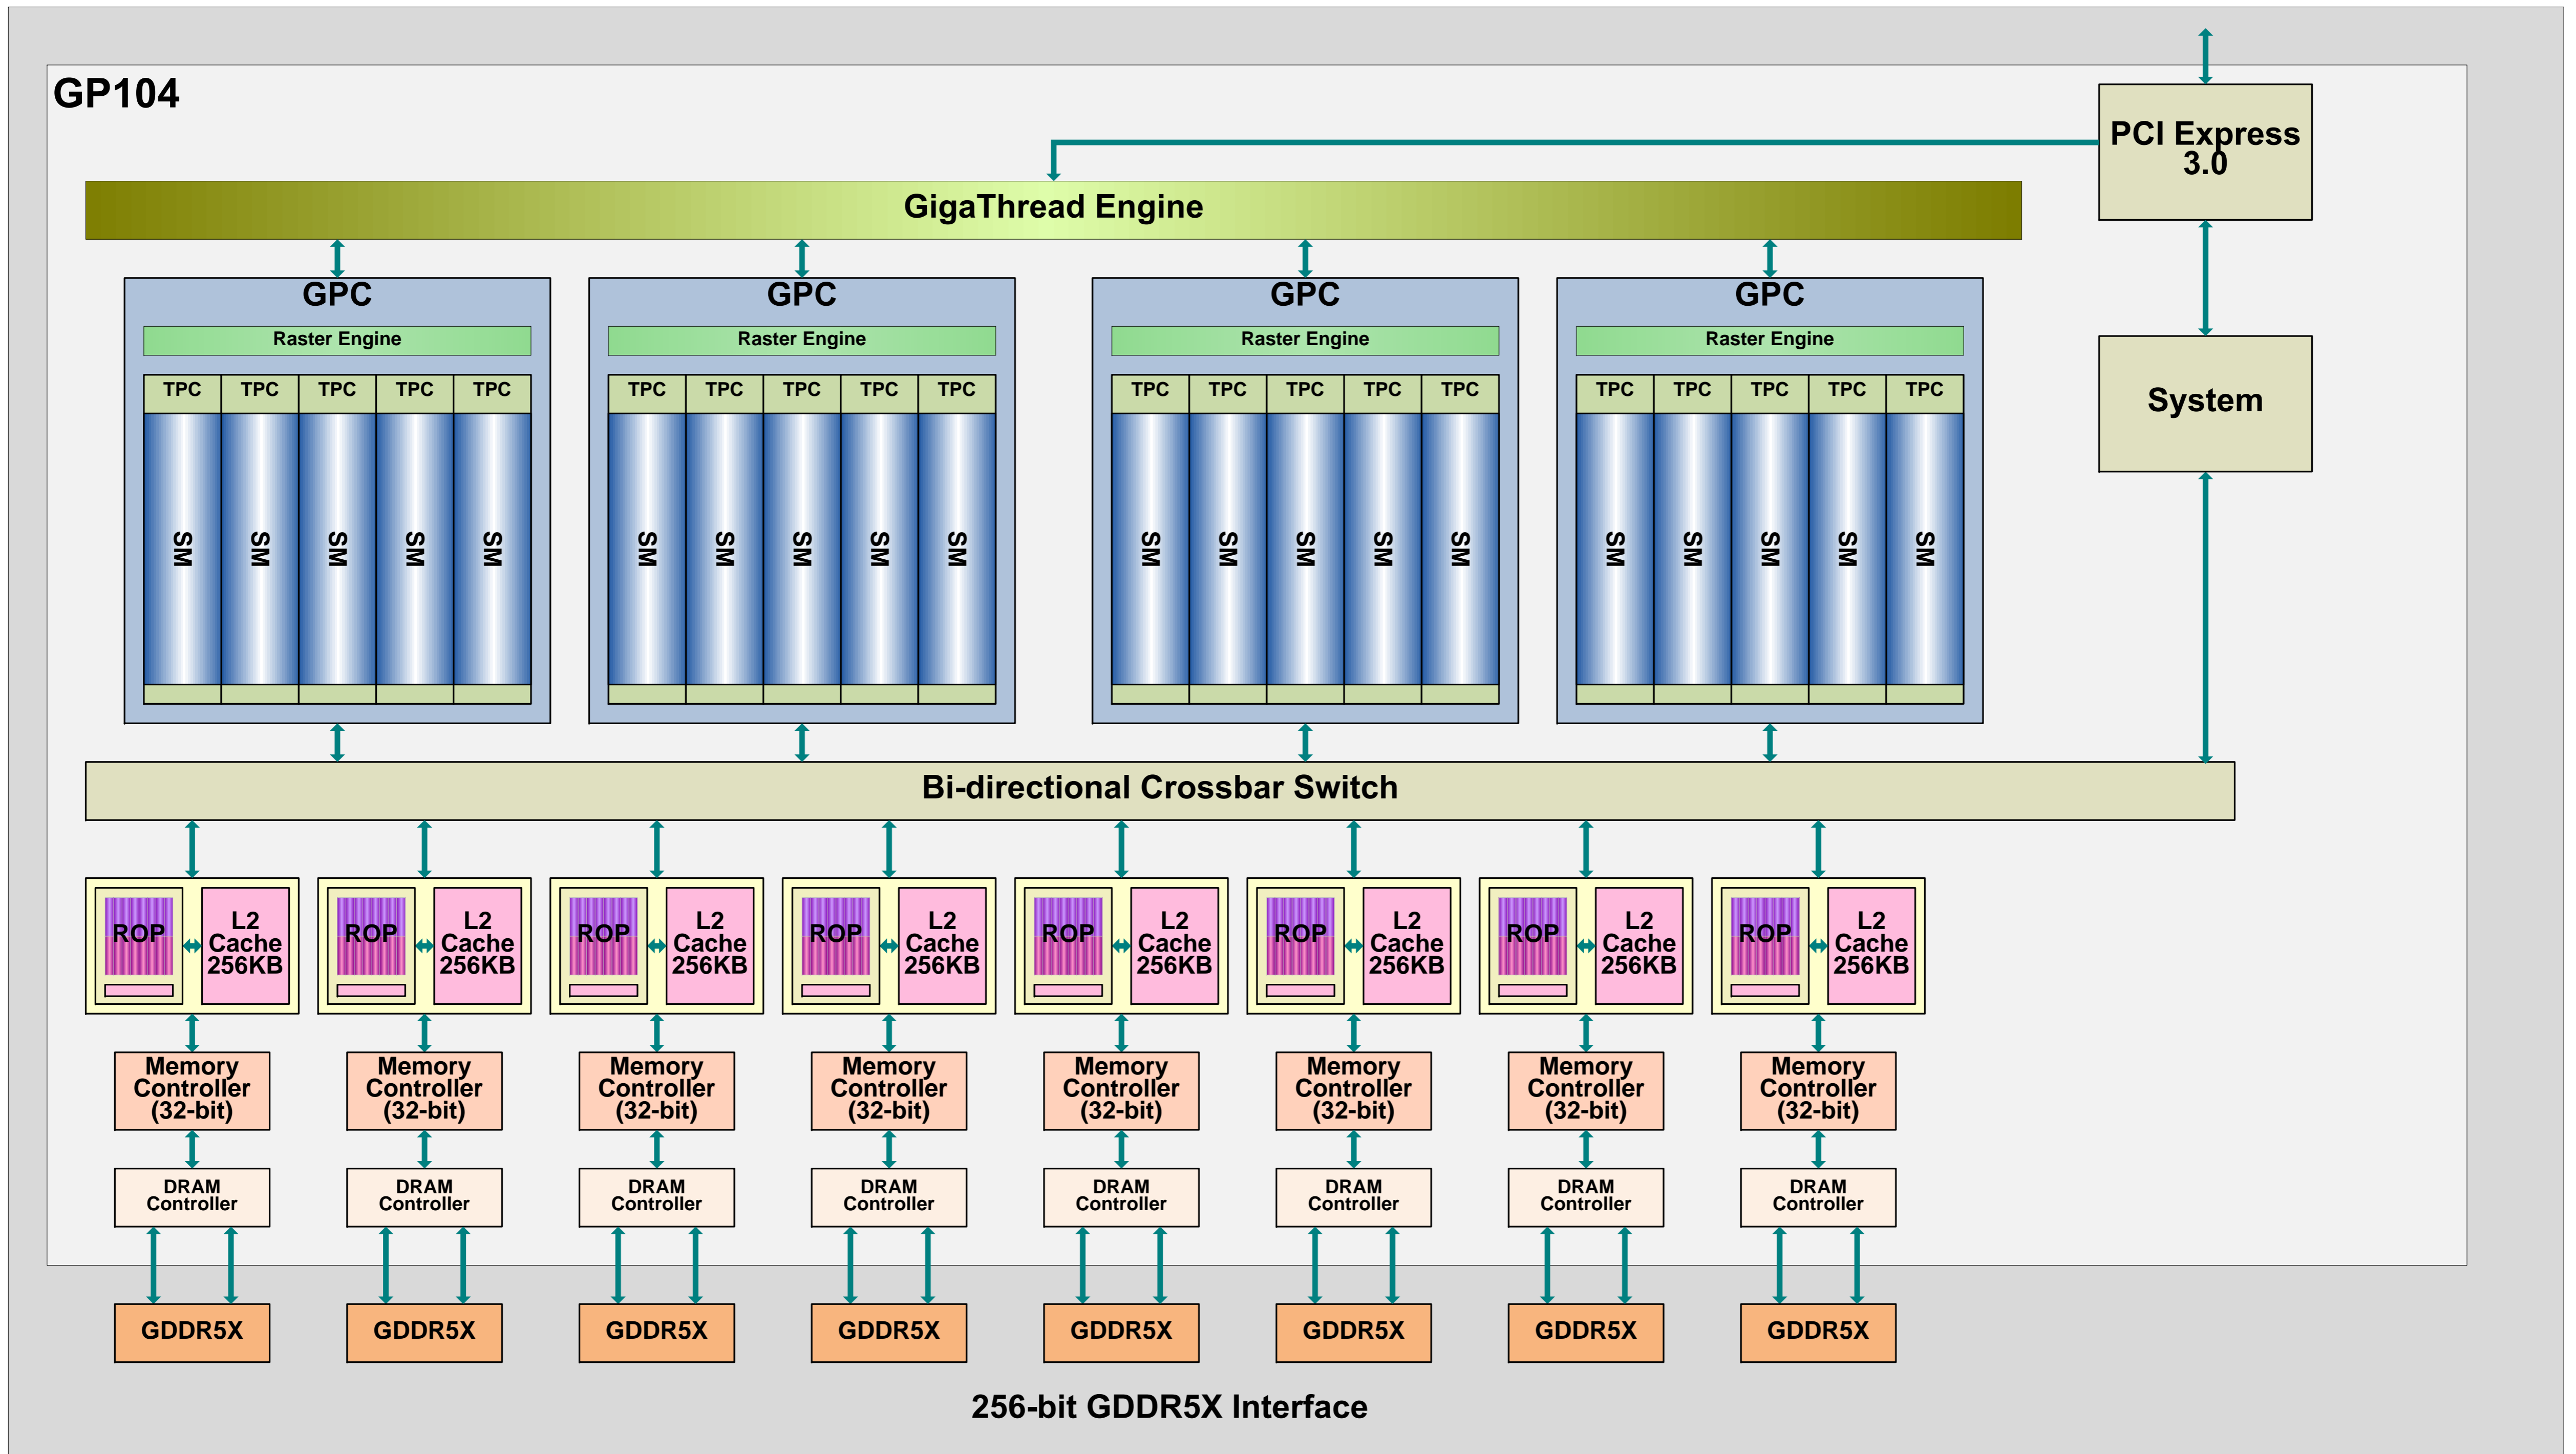 GP104
PCI Express
3.0
GigaThread Engine
GPC GPC GPC GPC
Raster Engine Raster Engine Raster Engine Raster Engine
TPC TPC TPC TPC TPC TPC TPC TPC TPC TPC TPC TPC TPC TPC TPC TPC TPC TPC TPC TPC
System
SM SM SM SM SM SM SM SM SM SM SM SM SM SM SM SM SM SM SM SM
Bi-directional Crossbar Switch
ROP
L2
Cache
256KB
ROP
L2
Cache
256KB
ROP
L2
Cache
256KB
ROP
L2
Cache
256KB
ROP
L2
Cache
256KB
ROP
L2
Cache
256KB
ROP
L2
Cache
256KB
ROP
L2
Cache
256KB
Memory
Controller
(32-bit)
Memory
Controller
(32-bit)
Memory
Controller
(32-bit)
Memory
Controller
(32-bit)
Memory
Controller
(32-bit)
Memory
Controller
(32-bit)
Memory
Controller
(32-bit)
Memory
Controller
(32-bit)
DRAM
Controller
DRAM
Controller
DRAM
Controller
DRAM
Controller
DRAM
Controller
DRAM
Controller
DRAM
Controller
DRAM
Controller
GDDR5X GDDR5X GDDR5X GDDR5X GDDR5X GDDR5X GDDR5X GDDR5X
256-bit GDDR5X Interface